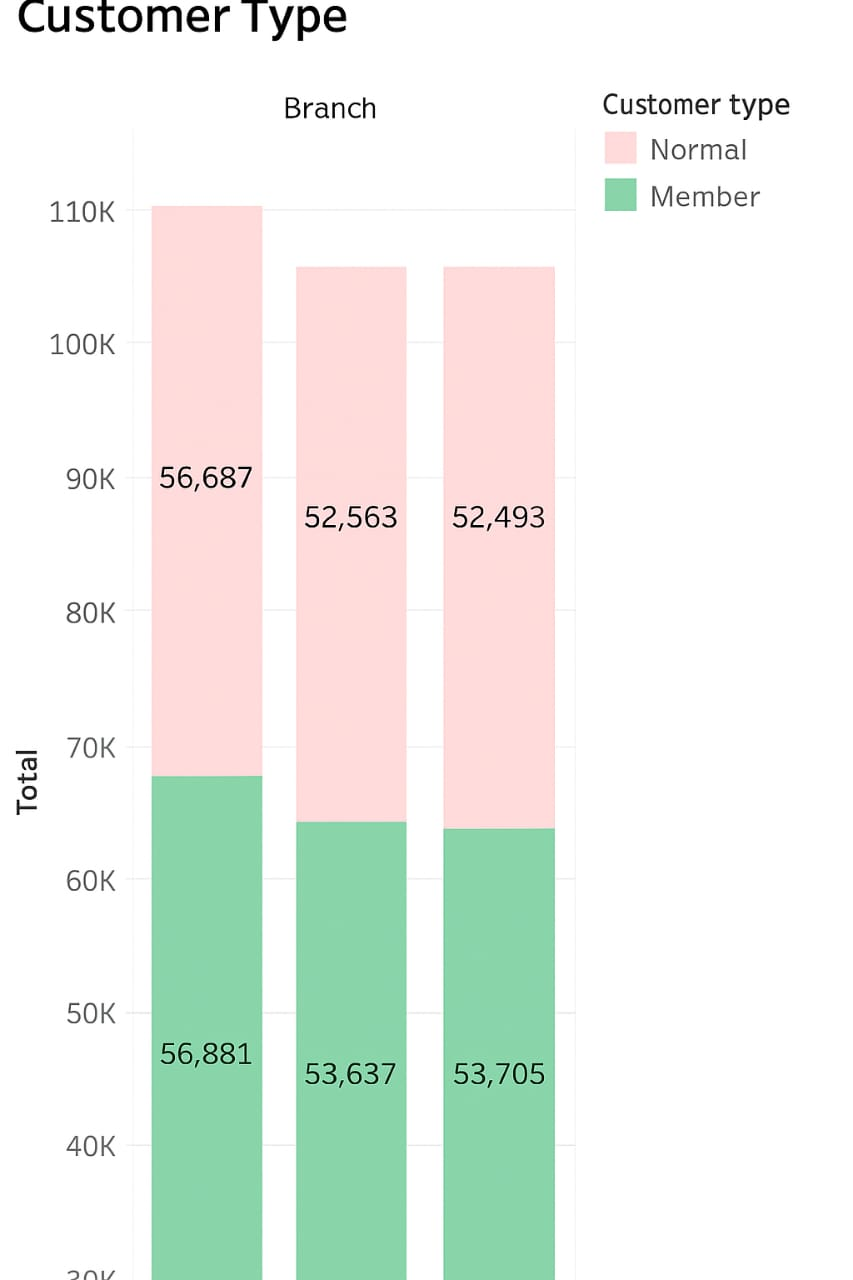 Customer Type
Branch
Customer type
Normal
Member
110K
100K
90K
80K
70K
60K
50K
40K
30K
Total
56,687
52,563
52,493
56,881
53,637
53,705